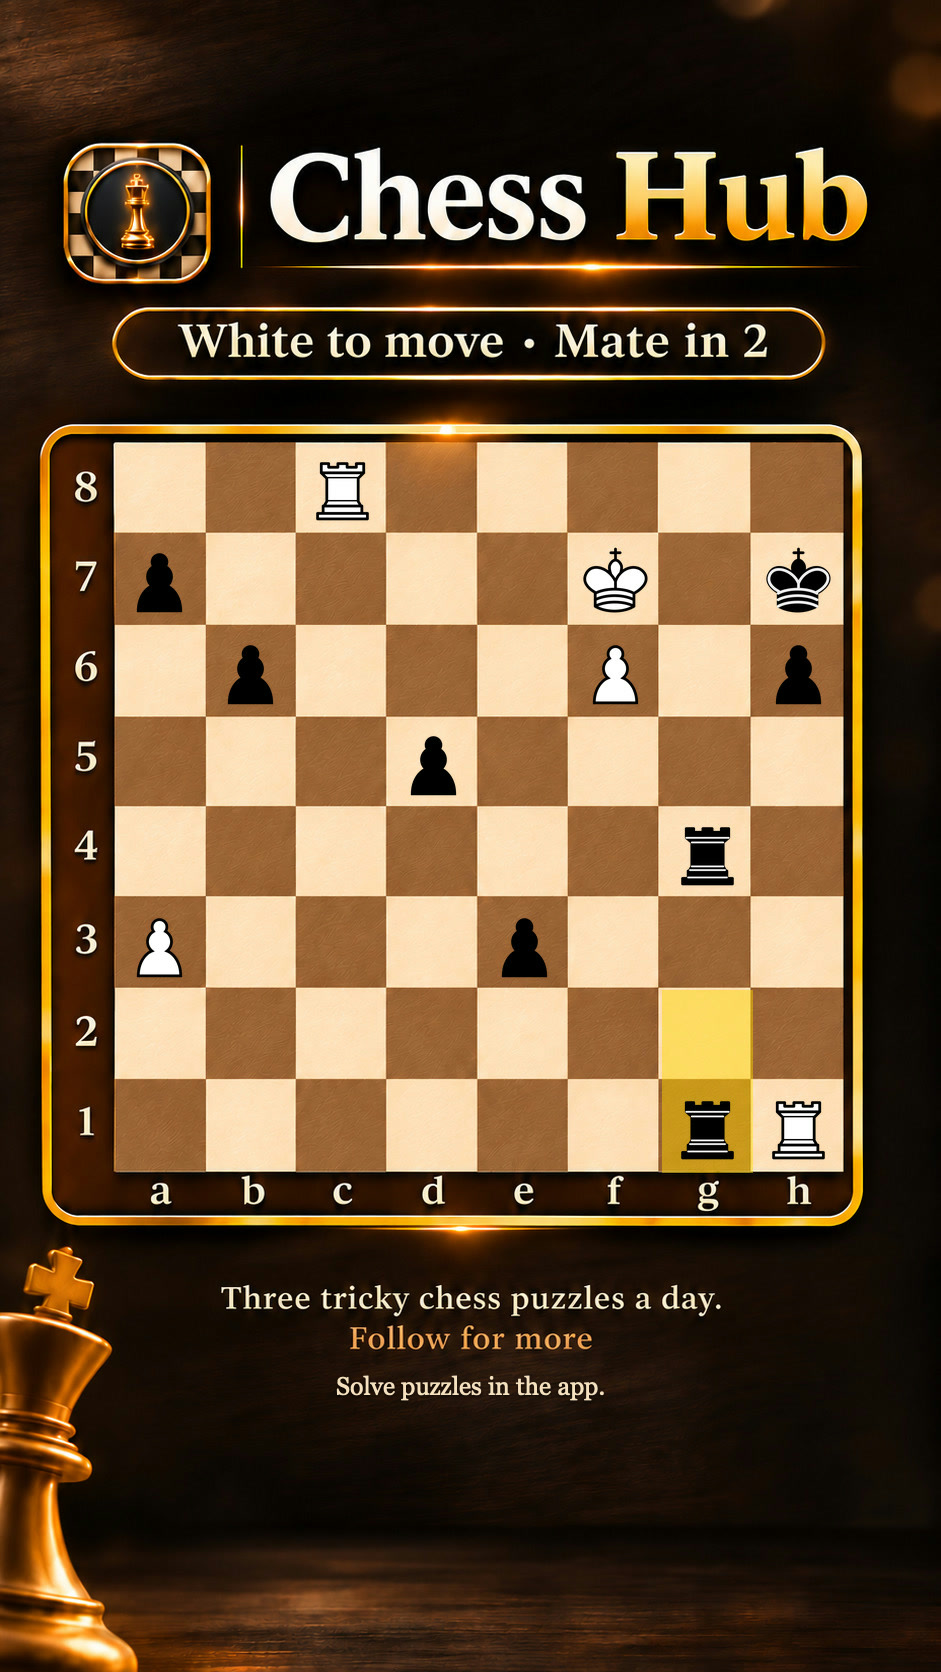 Chess Hub
White to move • Mate in 2
8
7
6
5
4
3
2
1
a b c d e f g h
Three tricky chess puzzles a day.
Follow for more
Solve puzzles in the app.